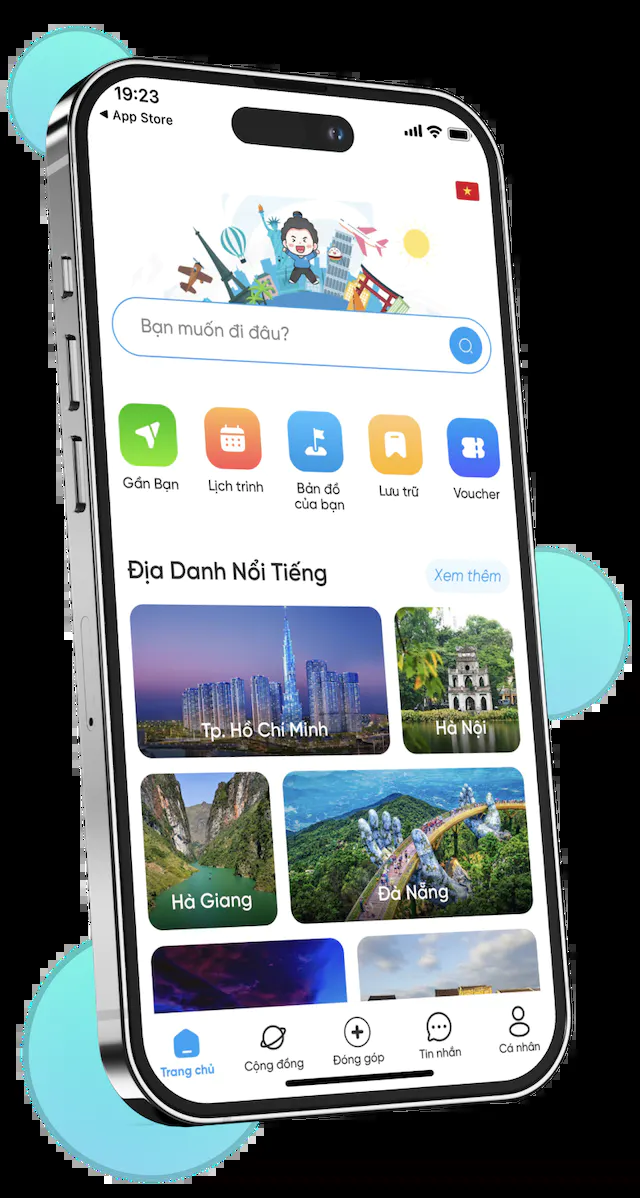 19:23
◀ App Store
Bạn muốn đi đâu?
Gần Bạn
Lịch trình
Bản đồ
của bạn
Lưu trữ
Voucher
Địa Danh Nổi Tiếng
Xem thêm
Tp. Hồ Chí Minh
Hà Nội
Hà Giang
Đà Nẵng
Trang chủ
Cộng đồng
Đóng góp
Tin nhắn
Cá nhân